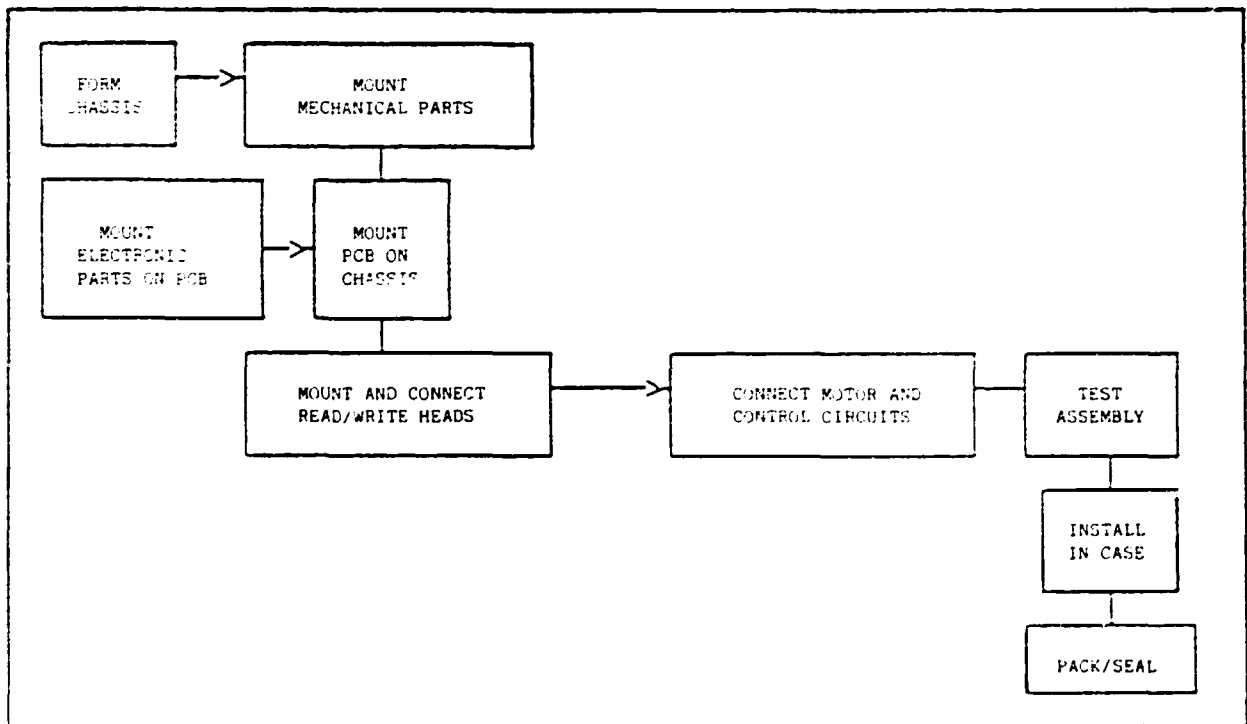 FORM
CHASSIS
MOUNT
MECHANICAL PARTS
MOUNT
ELECTRONIC
PARTS ON PCB
MOUNT
PCB ON
CHASSIS
MOUNT AND CONNECT
READ/WRITE HEADS
CONNECT MOTOR AND
CONTROL CIRCUITS
TEST
ASSEMBLY
INSTALL
IN CASE
PACK/SEAL